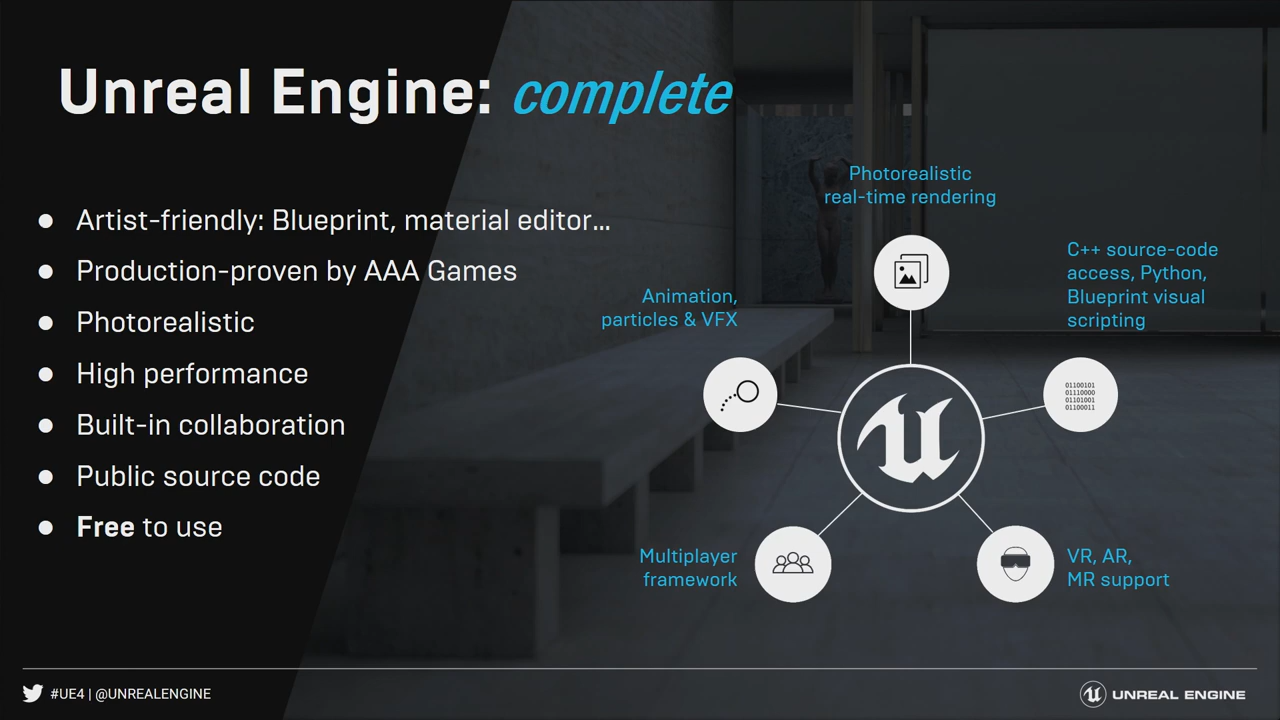 Unreal Engine: complete
● Artist-friendly: Blueprint, material editor...
● Production-proven by AAA Games
● Photorealistic
● High performance
● Built-in collaboration
● Public source code
● Free to use
Photorealistic
real-time rendering
C++ source-code
access, Python,
Blueprint visual
scripting
Animation,
particles & VFX
01100101
01110000
01101001
01100011
Multiplayer
framework
VR, AR,
MR support
#UE4 | @UNREALENGINE
UNREAL ENGINE